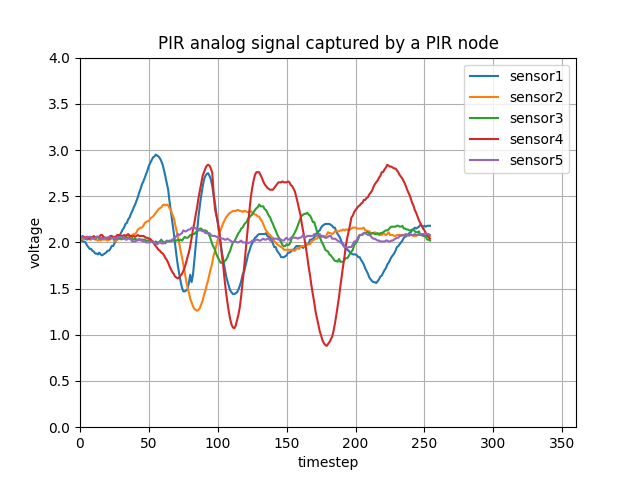 PIR analog signal captured by a PIR node
4.0
3.5
3.0
2.5
2.0
1.5
1.0
0.5
0.0
voltage
sensor1
sensor2
sensor3
sensor4
sensor5
0 50 100 150 200 250 300 350
timestep